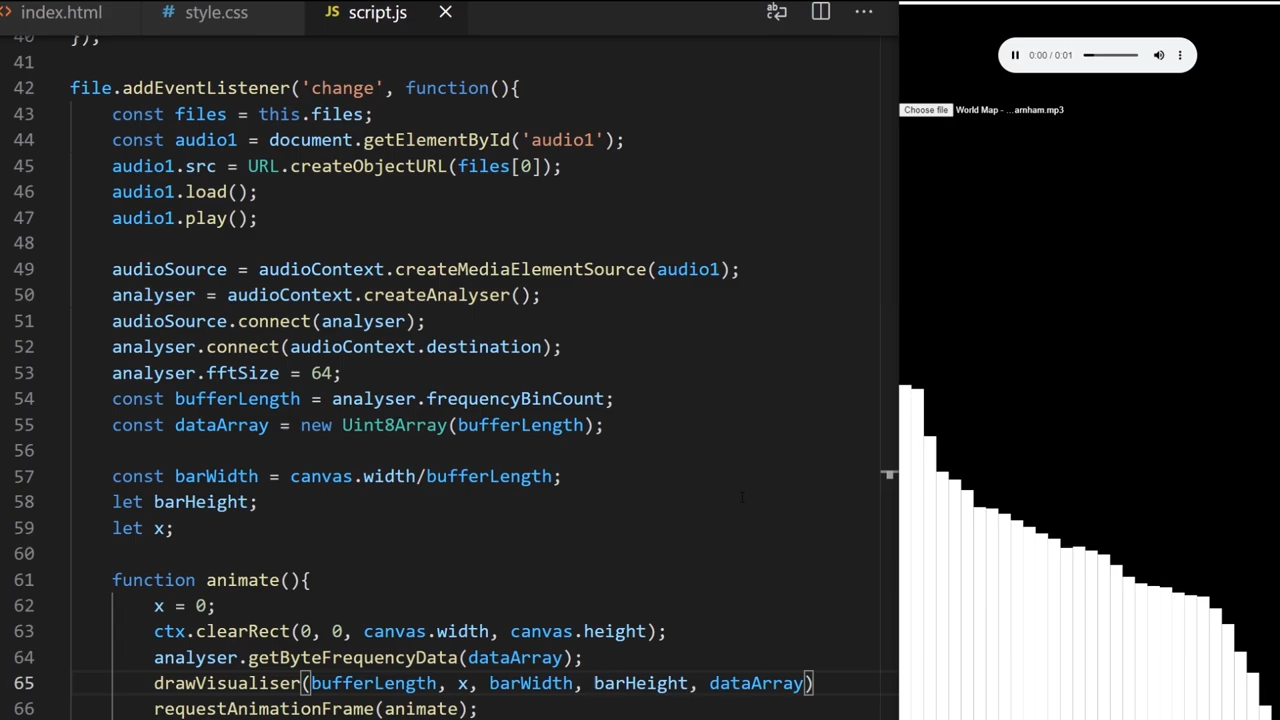 <> index.html # style.css JS script.js
40 });
41
42 file.addEventListener('change', function(){
43 const files = this.files;
44 const audio1 = document.getElementById('audio1');
45 audio1.src = URL.createObjectURL(files[0]);
46 audio1.load();
47 audio1.play();
48
49 audioSource = audioContext.createMediaElementSource(audio1);
50 analyser = audioContext.createAnalyser();
51 audioSource.connect(analyser);
52 analyser.connect(audioContext.destination);
53 analyser.fftSize = 64;
54 const bufferLength = analyser.frequencyBinCount;
55 const dataArray = new Uint8Array(bufferLength);
56
57 const barWidth = canvas.width/bufferLength;
58 let barHeight;
59 let x;
60
61 function animate(){
62 x = 0;
63 ctx.clearRect(0, 0, canvas.width, canvas.height);
64 analyser.getByteFrequencyData(dataArray);
65 drawVisualiser(bufferLength, x, barWidth, barHeight, dataArray)
66 requestAnimationFrame(animate);
0:00 / 0:01
Choose file World Map - ...arnham.mp3